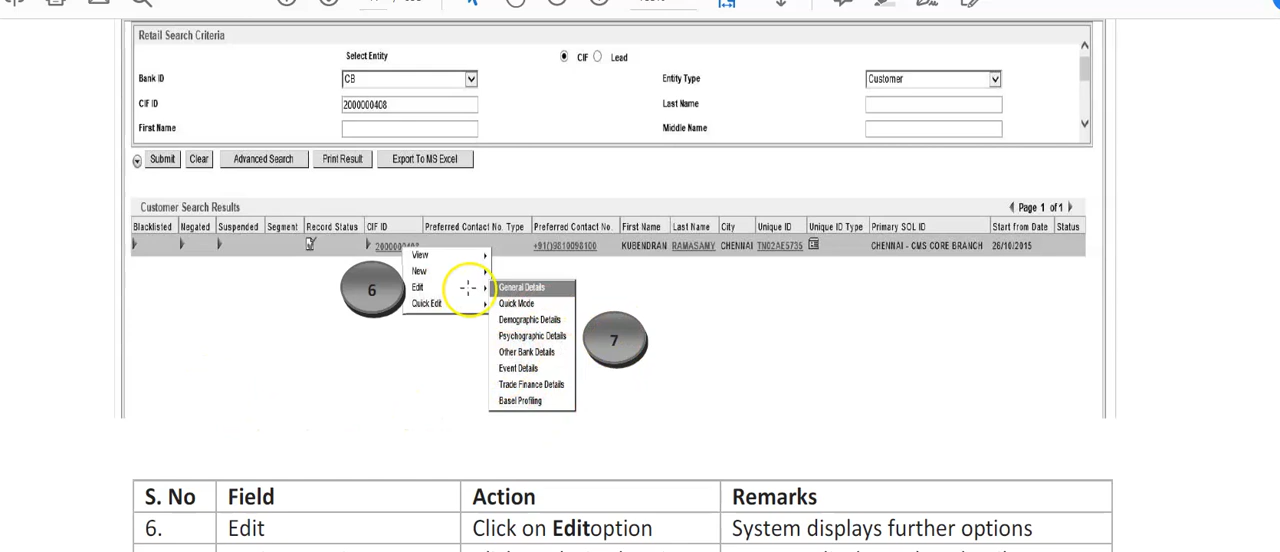 Retail Search Criteria
Select Entity CIF Lead
Bank ID CB Entity Type Customer
CIF ID 2000000408 Last Name
First Name Middle Name
Submit Clear Advanced Search Print Result Export To MS Excel
Customer Search Results Page 1 of 1
Blacklisted Negated Suspended Segment Record Status CIF ID Preferred Contact No. Type Preferred Contact No. First Name Last Name City Unique ID Unique ID Type Primary SOL ID Start from Date Status
2000000408 +91()9810098100 KUBENDRAN RAMASAMY CHENNAI TN02AE5735 CHENNAI - CMS CORE BRANCH 26/10/2015
View
New
6 Edit General Details
Quick Edit Quick Mode
Demographic Details
Psychographic Details 7
Other Bank Details
Event Details
Trade Finance Details
Basel Profiling
S. No Field Action Remarks
6. Edit Click on Editoption System displays further options